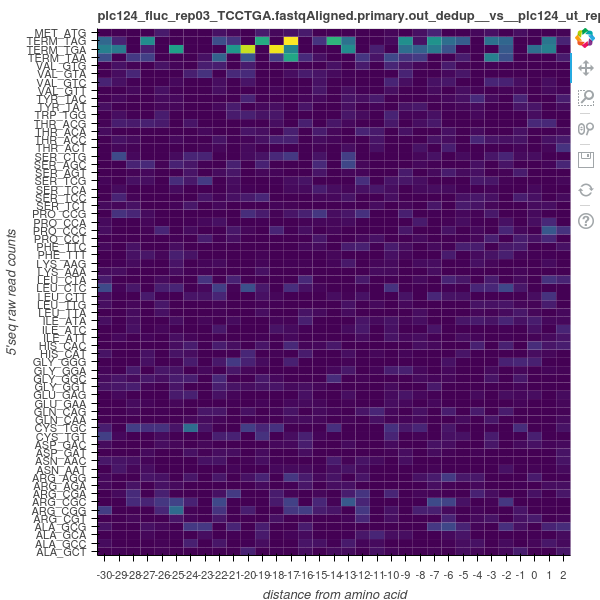 plc124_fluc_rep03_TCCTGA.fastqAligned.primary.out_dedup__vs__plc124_ut_rep
MET_ATG
TERM_TAG
TERM_TGA
TERM_TAA
VAL_GTG
VAL_GTA
VAL_GTC
VAL_GTT
TYR_TAC
TYR_TAT
TRP_TGG
THR_ACG
THR_ACA
THR_ACC
THR_ACT
SER_CTG
SER_AGC
SER_AGT
SER_TCG
SER_TCA
SER_TCC
SER_TCT
PRO_CCG
PRO_CCA
PRO_CCC
PRO_CCT
PHE_TTC
PHE_TTT
LYS_AAG
LYS_AAA
LEU_CTA
LEU_CTC
LEU_CTT
LEU_TTG
LEU_TTA
ILE_ATA
ILE_ATC
ILE_ATT
HIS_CAC
HIS_CAT
GLY_GGG
GLY_GGA
GLY_GGC
GLY_GGT
GLU_GAG
GLU_GAA
GLN_CAG
GLN_CAA
CYS_TGC
CYS_TGT
ASP_GAC
ASP_GAT
ASN_AAC
ASN_AAT
ARG_AGG
ARG_AGA
ARG_CGA
ARG_CGC
ARG_CGG
ARG_CGT
ALA_GCG
ALA_GCA
ALA_GCC
ALA_GCT
5'seq raw read counts
-30 -29 -28 -27 -26 -25 -24 -23 -22 -21 -20 -19 -18 -17 -16 -15 -14 -13 -12 -11 -10 -9 -8 -7 -6 -5 -4 -3 -2 -1 0 1 2
distance from amino acid